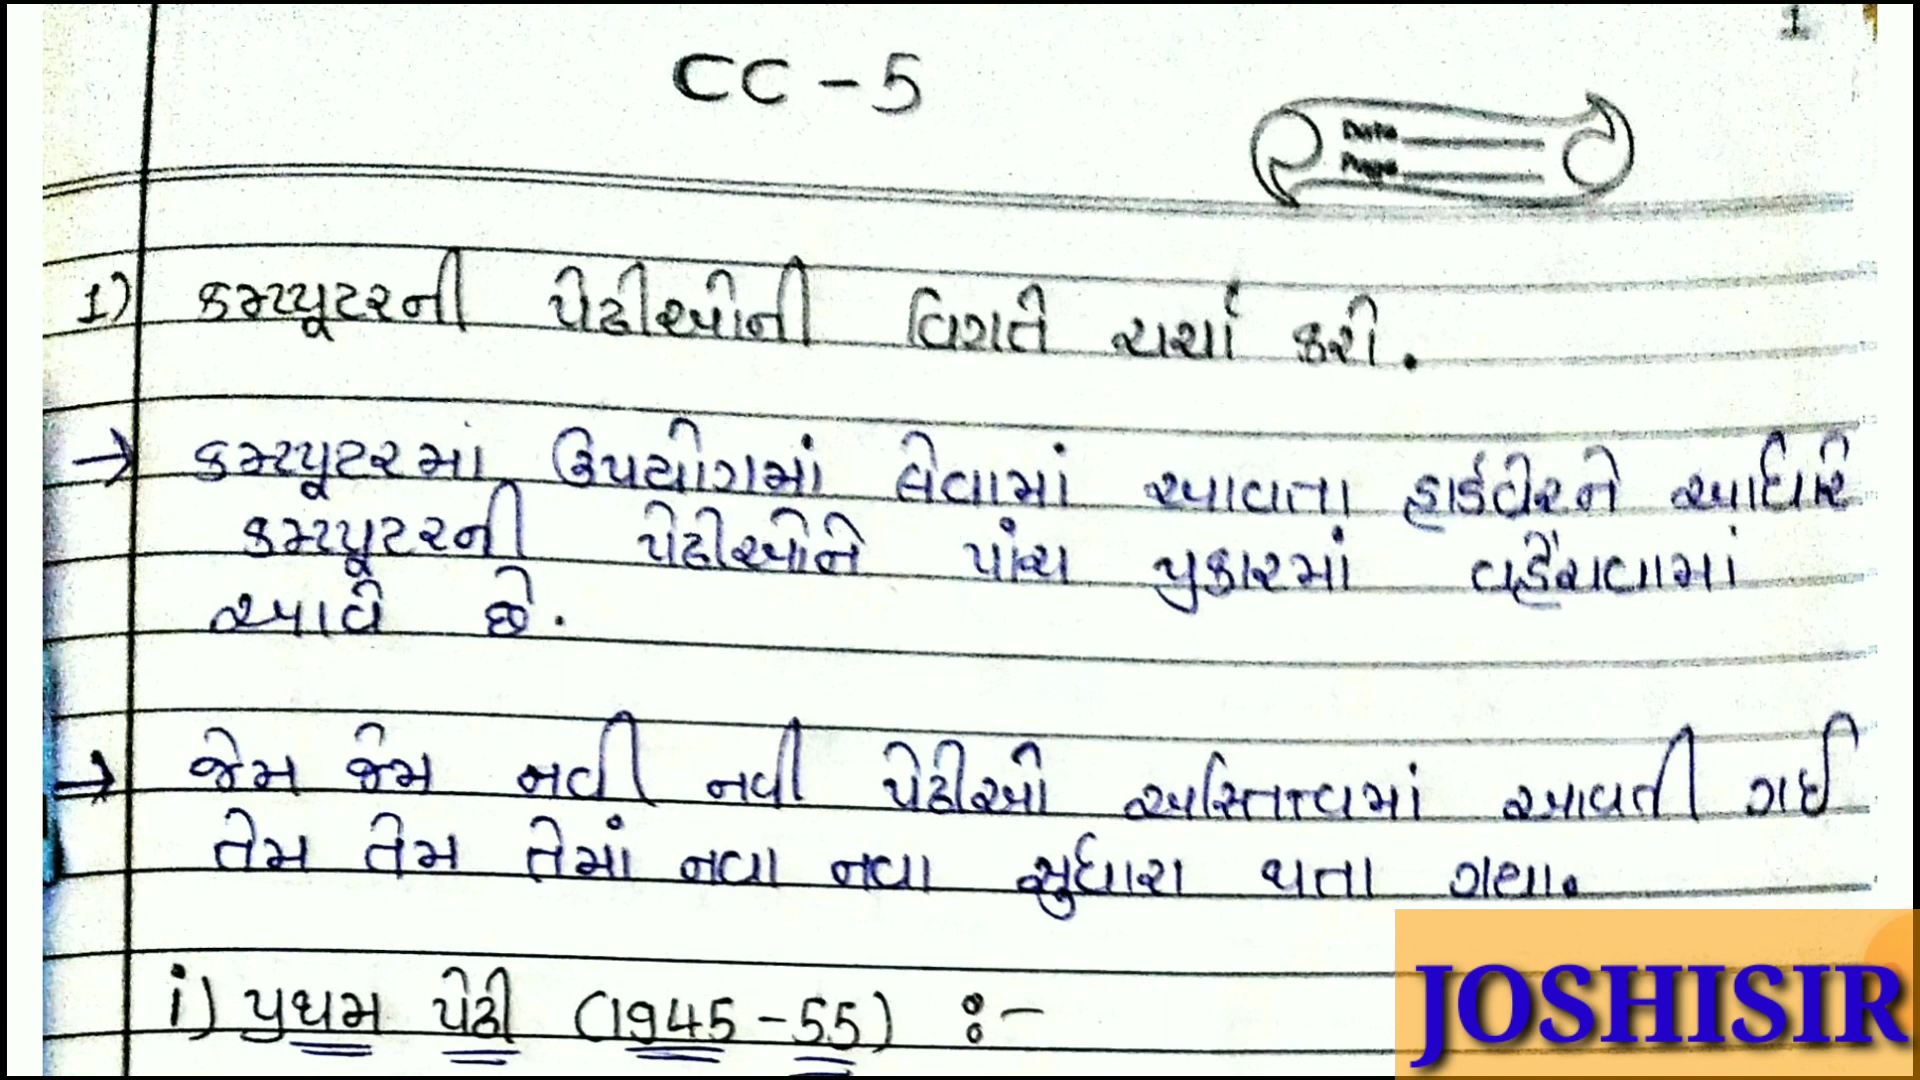 1
CC - 5
Date
Page
1) કમ્પ્યૂટરની પેઢીઓની વિગતે ચર્ચા કરો.
→ કમ્પ્યૂટરમાં ઉપયોગમાં લેવામાં આવતા હાર્ડવેરને આધારે
કમ્પ્યૂટરની પેઢીઓને પાંચ પ્રકારમાં વહેંચવામાં
આવે છે.
→ જેમ જેમ નવી નવી પેઢીઓ અસ્તિત્વમાં આવતી ગઈ
તેમ તેમ તેમાં નવા નવા સુધારા થતા ગયા.
i) પ્રથમ પેઢી (1945-55) :-
JOSHISIR